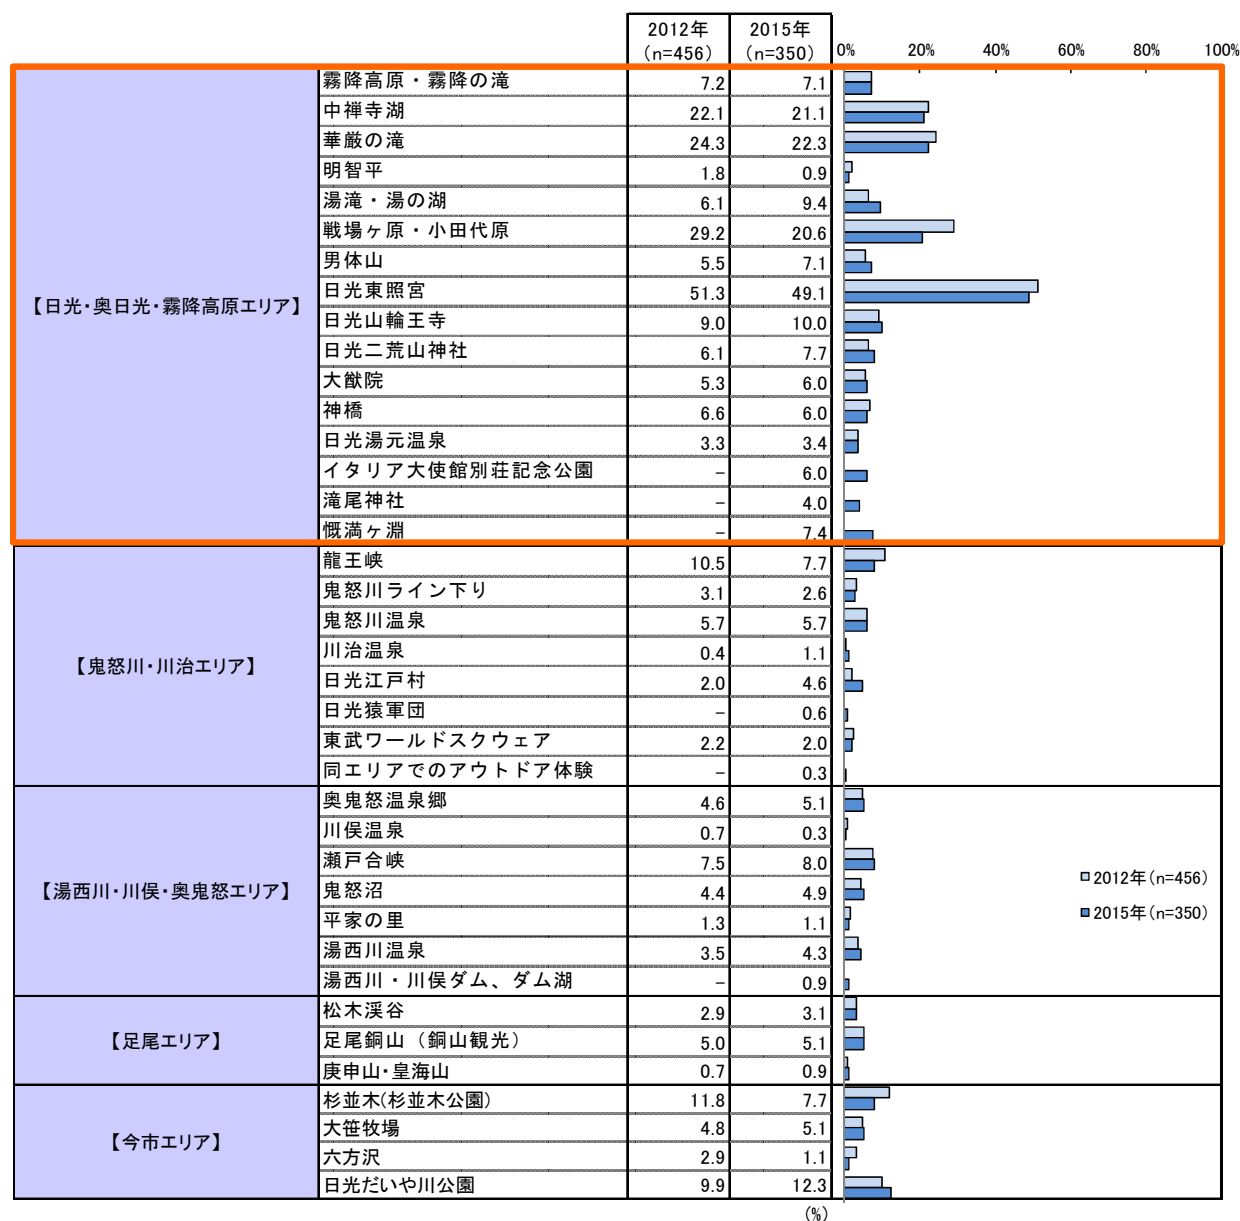 2012年 2015年
（n=456） （n=350） 0% 20% 40% 60% 80% 100%
【日光・奥日光・霧降高原エリア】
霧降高原・霧降の滝 7.2 7.1
中禅寺湖 22.1 21.1
華厳の滝 24.3 22.3
明智平 1.8 0.9
湯滝・湯の湖 6.1 9.4
戦場ヶ原・小田代原 29.2 20.6
男体山 5.5 7.1
日光東照宮 51.3 49.1
日光山輪王寺 9.0 10.0
日光二荒山神社 6.1 7.7
大猷院 5.3 6.0
神橋 6.6 6.0
日光湯元温泉 3.3 3.4
イタリア大使館別荘記念公園 – 6.0
滝尾神社 – 4.0
慨満ヶ淵 – 7.4
【鬼怒川・川治エリア】
龍王峡 10.5 7.7
鬼怒川ライン下り 3.1 2.6
鬼怒川温泉 5.7 5.7
川治温泉 0.4 1.1
日光江戸村 2.0 4.6
日光猿軍団 – 0.6
東武ワールドスクウェア 2.2 2.0
同エリアでのアウトドア体験 – 0.3
【湯西川・川俣・奥鬼怒エリア】
奥鬼怒温泉郷 4.6 5.1
川俣温泉 0.7 0.3
瀬戸合峡 7.5 8.0
鬼怒沼 4.4 4.9
平家の里 1.3 1.1
湯西川温泉 3.5 4.3
湯西川・川俣ダム、ダム湖 – 0.9
2012年（n=456）
2015年（n=350）
【足尾エリア】
松木渓谷 2.9 3.1
足尾銅山（銅山観光） 5.0 5.1
庚申山・皇海山 0.7 0.9
【今市エリア】
杉並木(杉並木公園) 11.8 7.7
大笹牧場 4.8 5.1
六方沢 2.9 1.1
日光だいや川公園 9.9 12.3
(%)